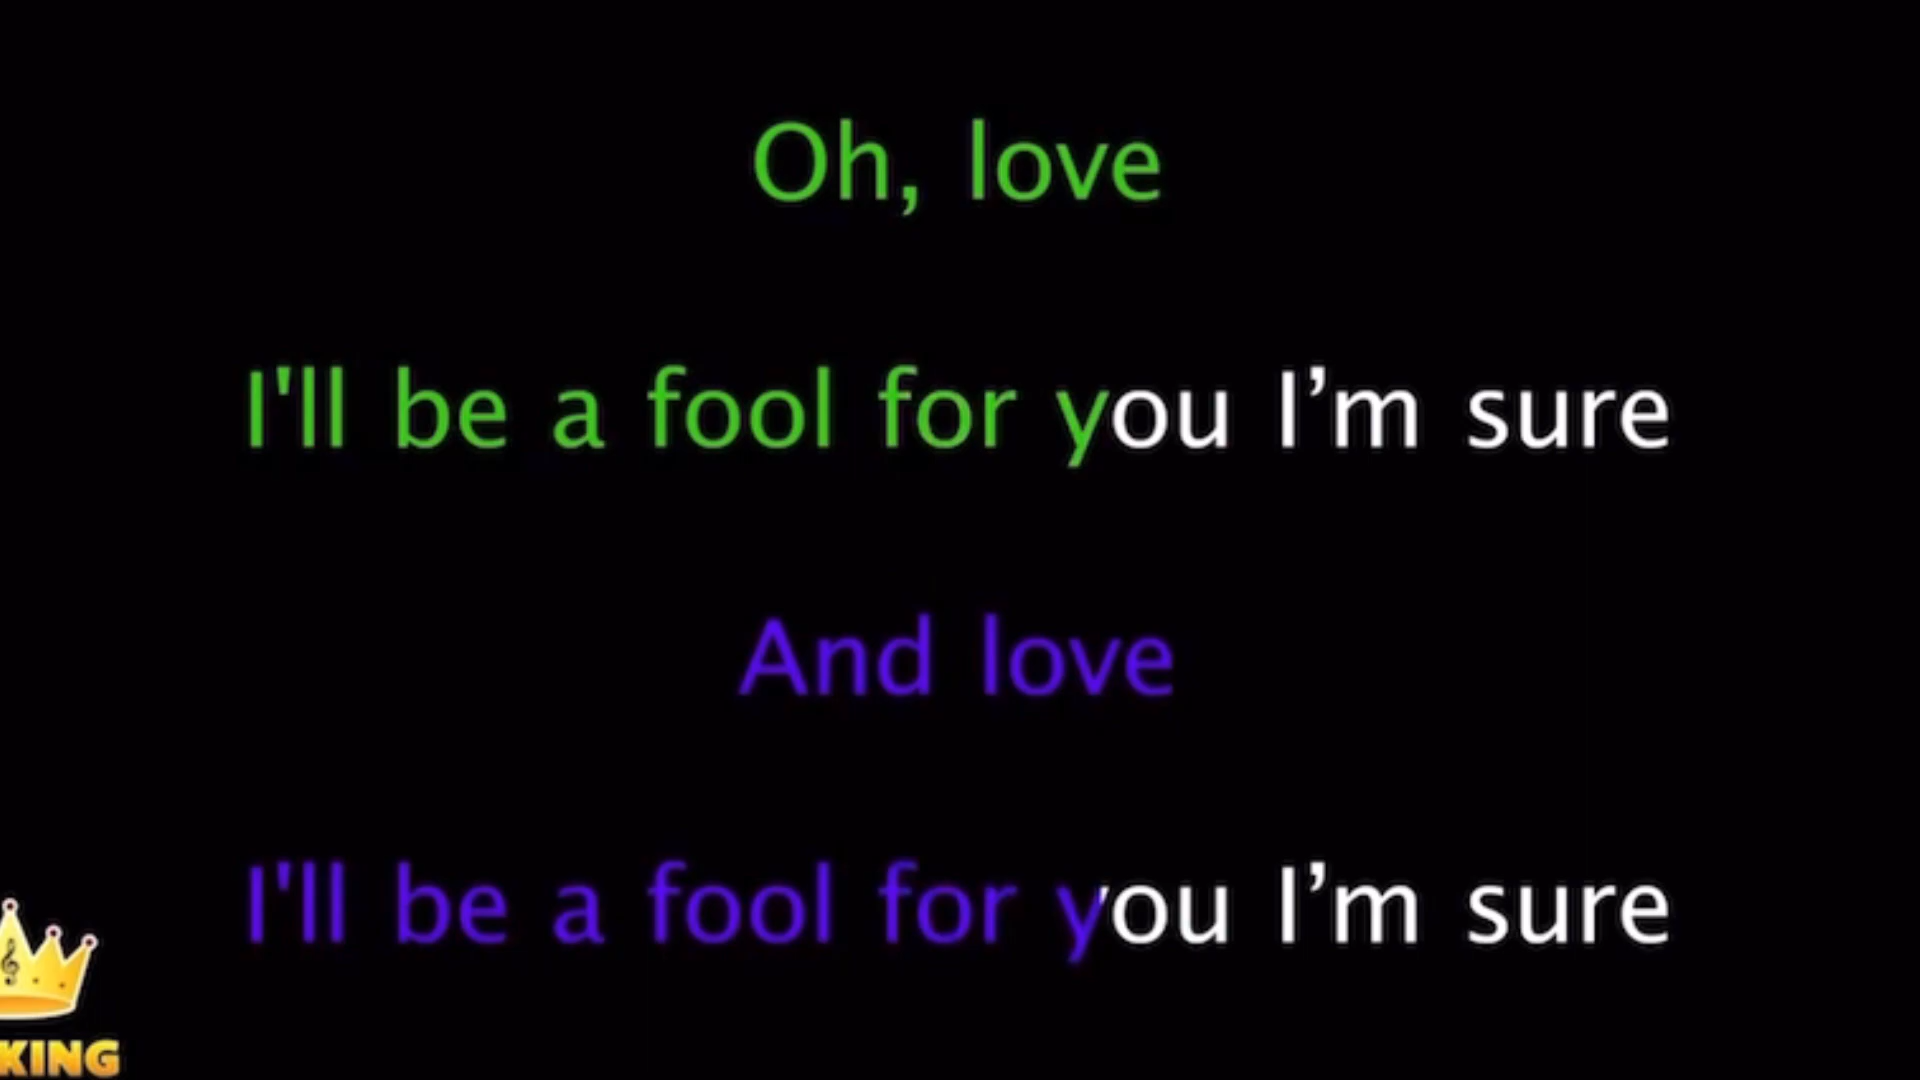 Oh, love
I'll be a fool for you I’m sure
And love
I'll be a fool for you I’m sure
KING